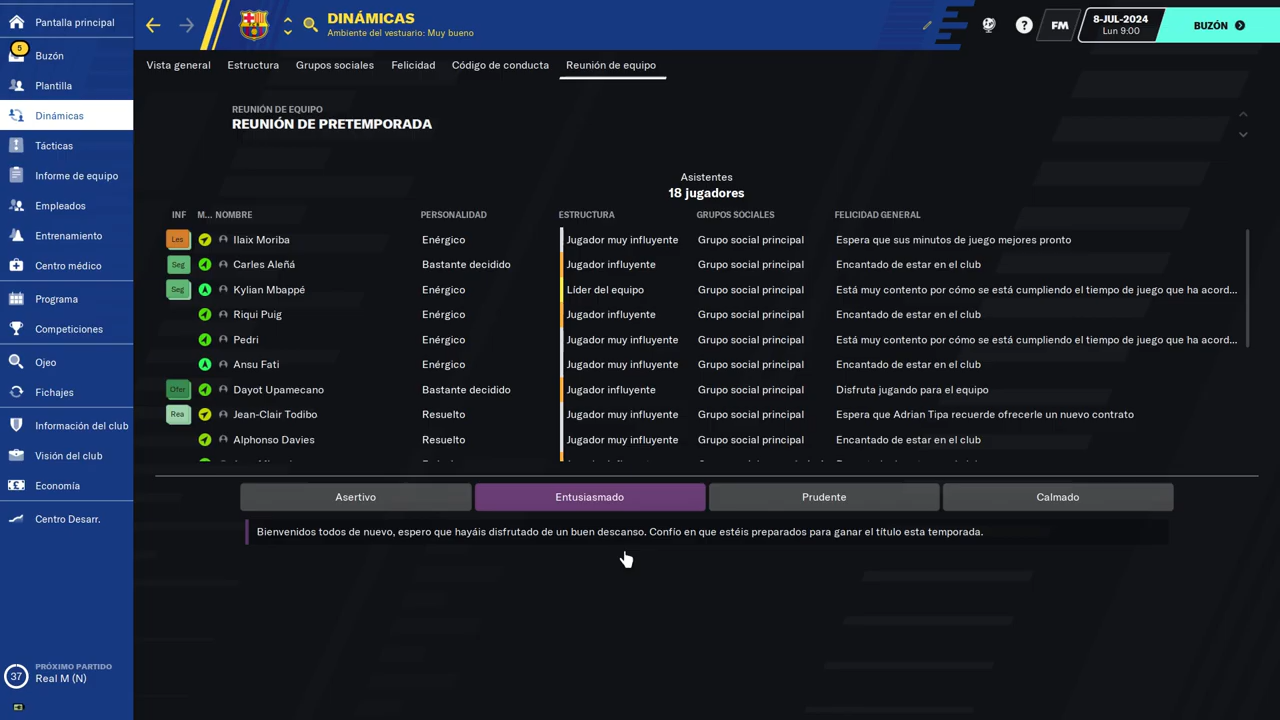 Pantalla principal
5
Buzón
Plantilla
Dinámicas
Tácticas
Informe de equipo
Empleados
Entrenamiento
Centro médico
Programa
Competiciones
Ojeo
Fichajes
Información del club
Visión del club
Economía
Centro Desarr.
37
PRÓXIMO PARTIDO
Real M (N)
DINÁMICAS
Ambiente del vestuario: Muy bueno
FM
8-JUL-2024
Lun 9:00
BUZÓN
Vista general Estructura Grupos sociales Felicidad Código de conducta Reunión de equipo
REUNIÓN DE EQUIPO
REUNIÓN DE PRETEMPORADA
Asistentes
18 jugadores
INF M... NOMBRE PERSONALIDAD ESTRUCTURA GRUPOS SOCIALES FELICIDAD GENERAL
Les Ilaix Moriba Enérgico Jugador muy influyente Grupo social principal Espera que sus minutos de juego mejores pronto
Seg Carles Aleñá Bastante decidido Jugador influyente Grupo social principal Encantado de estar en el club
Seg Kylian Mbappé Enérgico Líder del equipo Grupo social principal Está muy contento por cómo se está cumpliendo el tiempo de juego que ha acord...
Riqui Puig Enérgico Jugador influyente Grupo social principal Encantado de estar en el club
Pedri Enérgico Jugador muy influyente Grupo social principal Está muy contento por cómo se está cumpliendo el tiempo de juego que ha acord...
Ansu Fati Enérgico Jugador muy influyente Grupo social principal Encantado de estar en el club
Ofer Dayot Upamecano Bastante decidido Jugador influyente Grupo social principal Disfruta jugando para el equipo
Rea Jean-Clair Todibo Resuelto Jugador muy influyente Grupo social principal Espera que Adrian Tipa recuerde ofrecerle un nuevo contrato
Alphonso Davies Resuelto Jugador muy influyente Grupo social principal Encantado de estar en el club
Asertivo Entusiasmado Prudente Calmado
Bienvenidos todos de nuevo, espero que hayáis disfrutado de un buen descanso. Confío en que estéis preparados para ganar el título esta temporada.